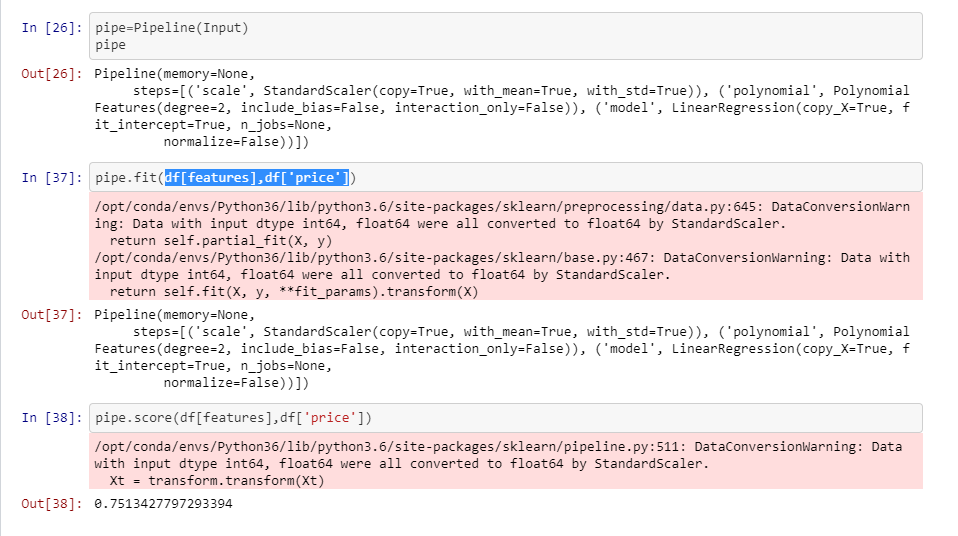 In [26]: pipe=Pipeline(Input)
pipe
Out[26]: Pipeline(memory=None,
steps=[('scale', StandardScaler(copy=True, with_mean=True, with_std=True)), ('polynomial', Polynomial
Features(degree=2, include_bias=False, interaction_only=False)), ('model', LinearRegression(copy_X=True, f
it_intercept=True, n_jobs=None,
normalize=False))])
In [37]: pipe.fit(df[features],df['price'])
/opt/conda/envs/Python36/lib/python3.6/site-packages/sklearn/preprocessing/data.py:645: DataConversionWarn
ing: Data with input dtype int64, float64 were all converted to float64 by StandardScaler.
return self.partial_fit(X, y)
/opt/conda/envs/Python36/lib/python3.6/site-packages/sklearn/base.py:467: DataConversionWarning: Data with
input dtype int64, float64 were all converted to float64 by StandardScaler.
return self.fit(X, y, **fit_params).transform(X)
Out[37]: Pipeline(memory=None,
steps=[('scale', StandardScaler(copy=True, with_mean=True, with_std=True)), ('polynomial', Polynomial
Features(degree=2, include_bias=False, interaction_only=False)), ('model', LinearRegression(copy_X=True, f
it_intercept=True, n_jobs=None,
normalize=False))])
In [38]: pipe.score(df[features],df['price'])
/opt/conda/envs/Python36/lib/python3.6/site-packages/sklearn/pipeline.py:511: DataConversionWarning: Data
with input dtype int64, float64 were all converted to float64 by StandardScaler.
Xt = transform.transform(Xt)
Out[38]: 0.7513427797293394